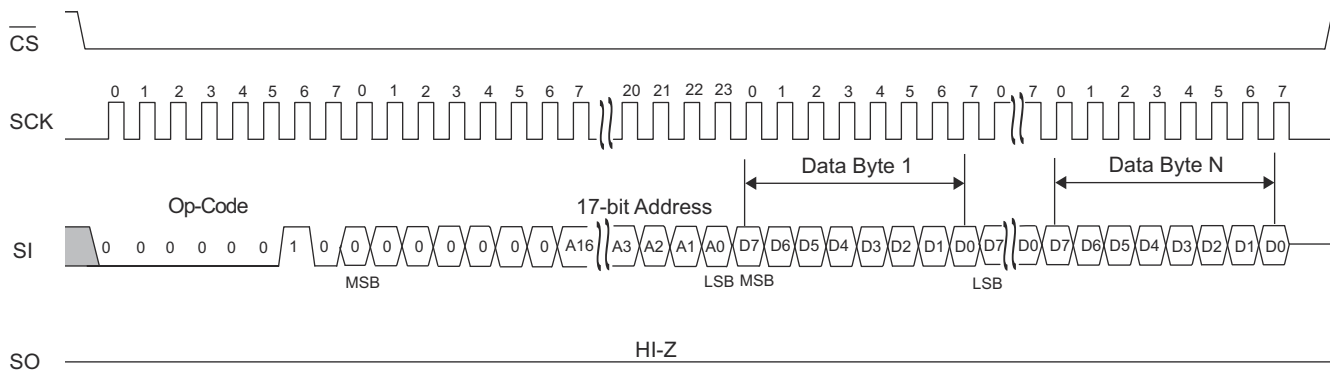 CS
0 1 2 3 4 5 6 7 0 1 2 3 4 5 6 7 20 21 22 23 0 1 2 3 4 5 6 7 0 7 0 1 2 3 4 5 6 7
SCK
Data Byte 1 Data Byte N
Op-Code 17-bit Address
SI 0 0 0 0 0 0 1 0 0 0 0 0 0 0 0 A16 A3 A2 A1 A0 D7 D6 D5 D4 D3 D2 D1 D0 D7 D0 D7 D6 D5 D4 D3 D2 D1 D0
MSB LSB MSB LSB
HI-Z
SO